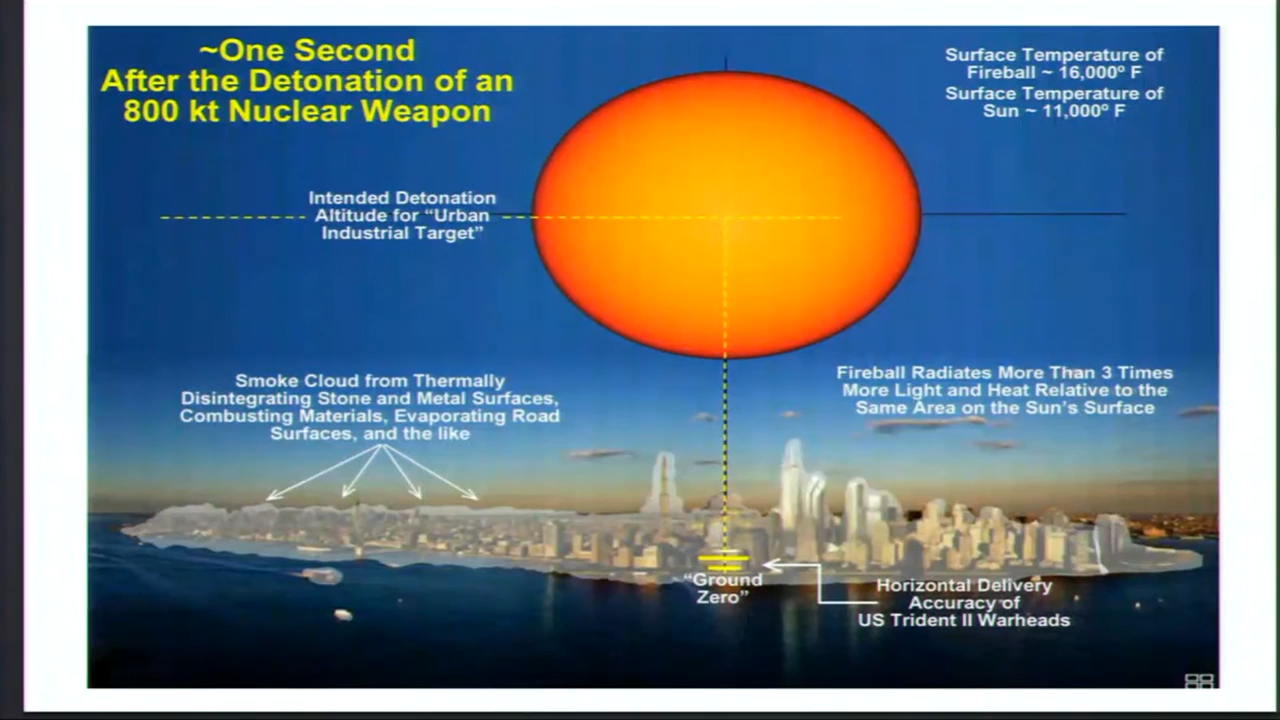 ~One Second
After the Detonation of an
800 kt Nuclear Weapon
Surface Temperature of
Fireball ~ 16,000º F
Surface Temperature of
Sun ~ 11,000º F
Intended Detonation
Altitude for “Urban
Industrial Target”
Smoke Cloud from Thermally
Disintegrating Stone and Metal Surfaces,
Combusting Materials, Evaporating Road
Surfaces, and the like
Fireball Radiates More Than 3 Times
More Light and Heat Relative to the
Same Area on the Sun’s Surface
“Ground
Zero”
Horizontal Delivery
Accuracy of
US Trident II Warheads